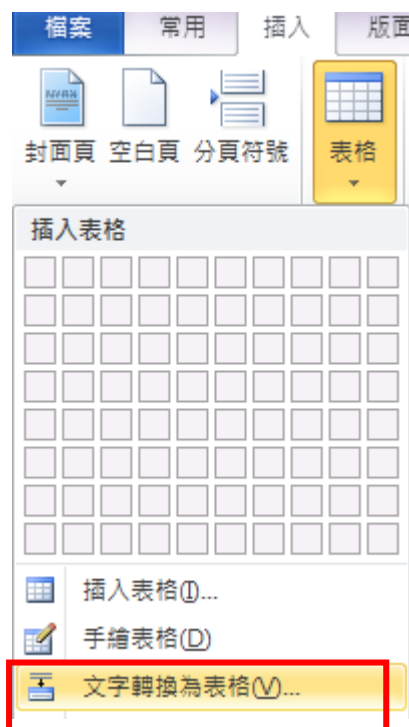 檔案 常用 插入 版面
封面頁 空白頁 分頁符號 表格
插入表格
插入表格(I)...
手繪表格(D)
文字轉換為表格(V)...